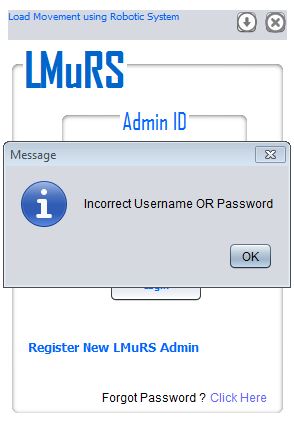 Load Movement using Robotic System
LMuRS
Admin ID
Message
Incorrect Username OR Password
OK
Login
Register New LMuRS Admin
Forgot Password ? Click Here